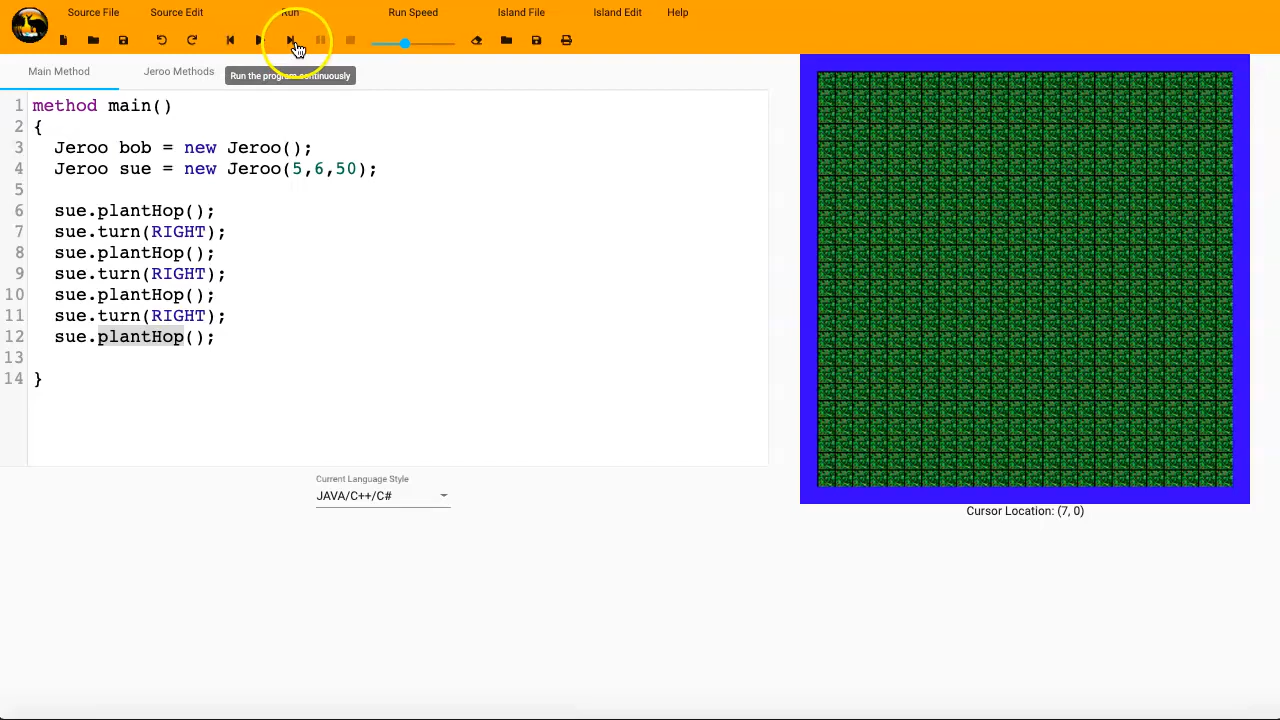 Source File Source Edit Run Run Speed Island File Island Edit Help
Main Method Jeroo Methods
Run the program continuously
1 method main()
2 {
3 Jeroo bob = new Jeroo();
4 Jeroo sue = new Jeroo(5,6,50);
5
6 sue.plantHop();
7 sue.turn(RIGHT);
8 sue.plantHop();
9 sue.turn(RIGHT);
10 sue.plantHop();
11 sue.turn(RIGHT);
12 sue.plantHop();
13
14 }
Current Language Style
JAVA/C++/C#
Cursor Location: (7, 0)